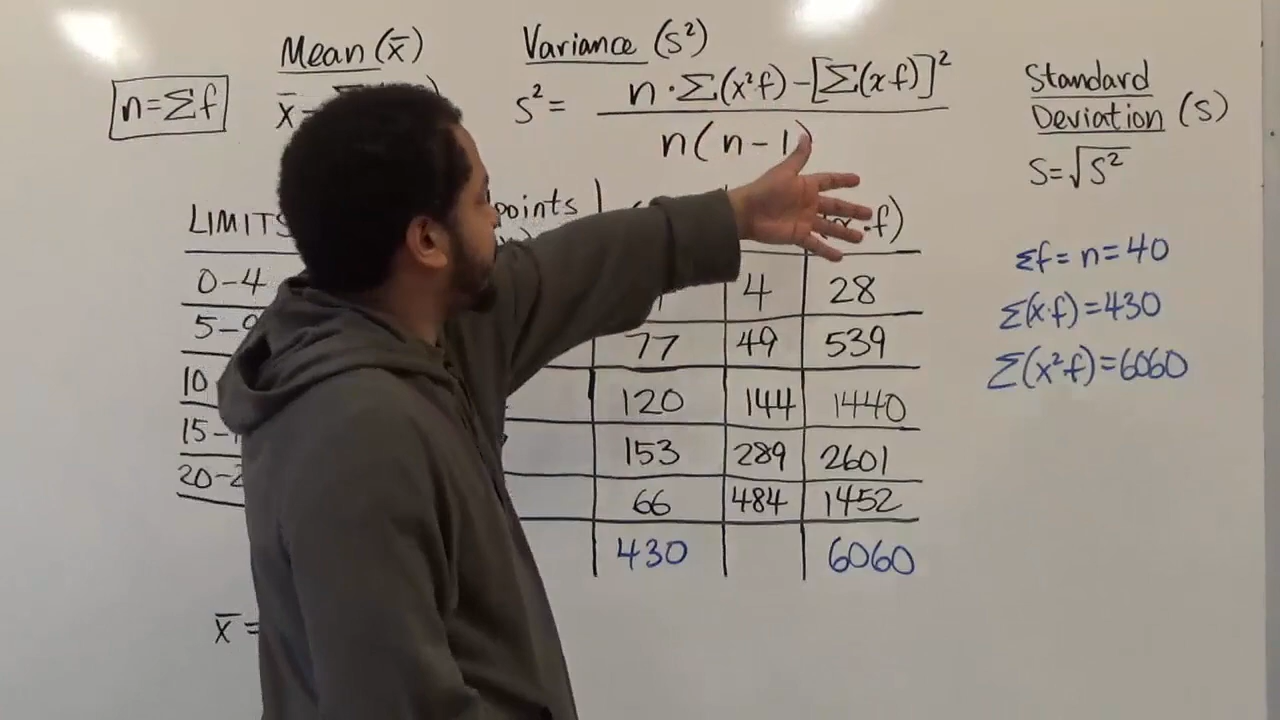 n=Σf
Mean (x̄)
x̄ =
Variance (S²)
S² = n·Σ(x²f)−[Σ(xf)]²
n(n−1)
Standard
Deviation (S)
S=√S²
LIMITS
0-4 4 28
5-9 77 49 539
10 120 144 1440
15- 153 289 2601
20-2 66 484 1452
430 6060
Σf = n = 40
Σ(x·f)=430
Σ(x²·f)=6060
x̄ =